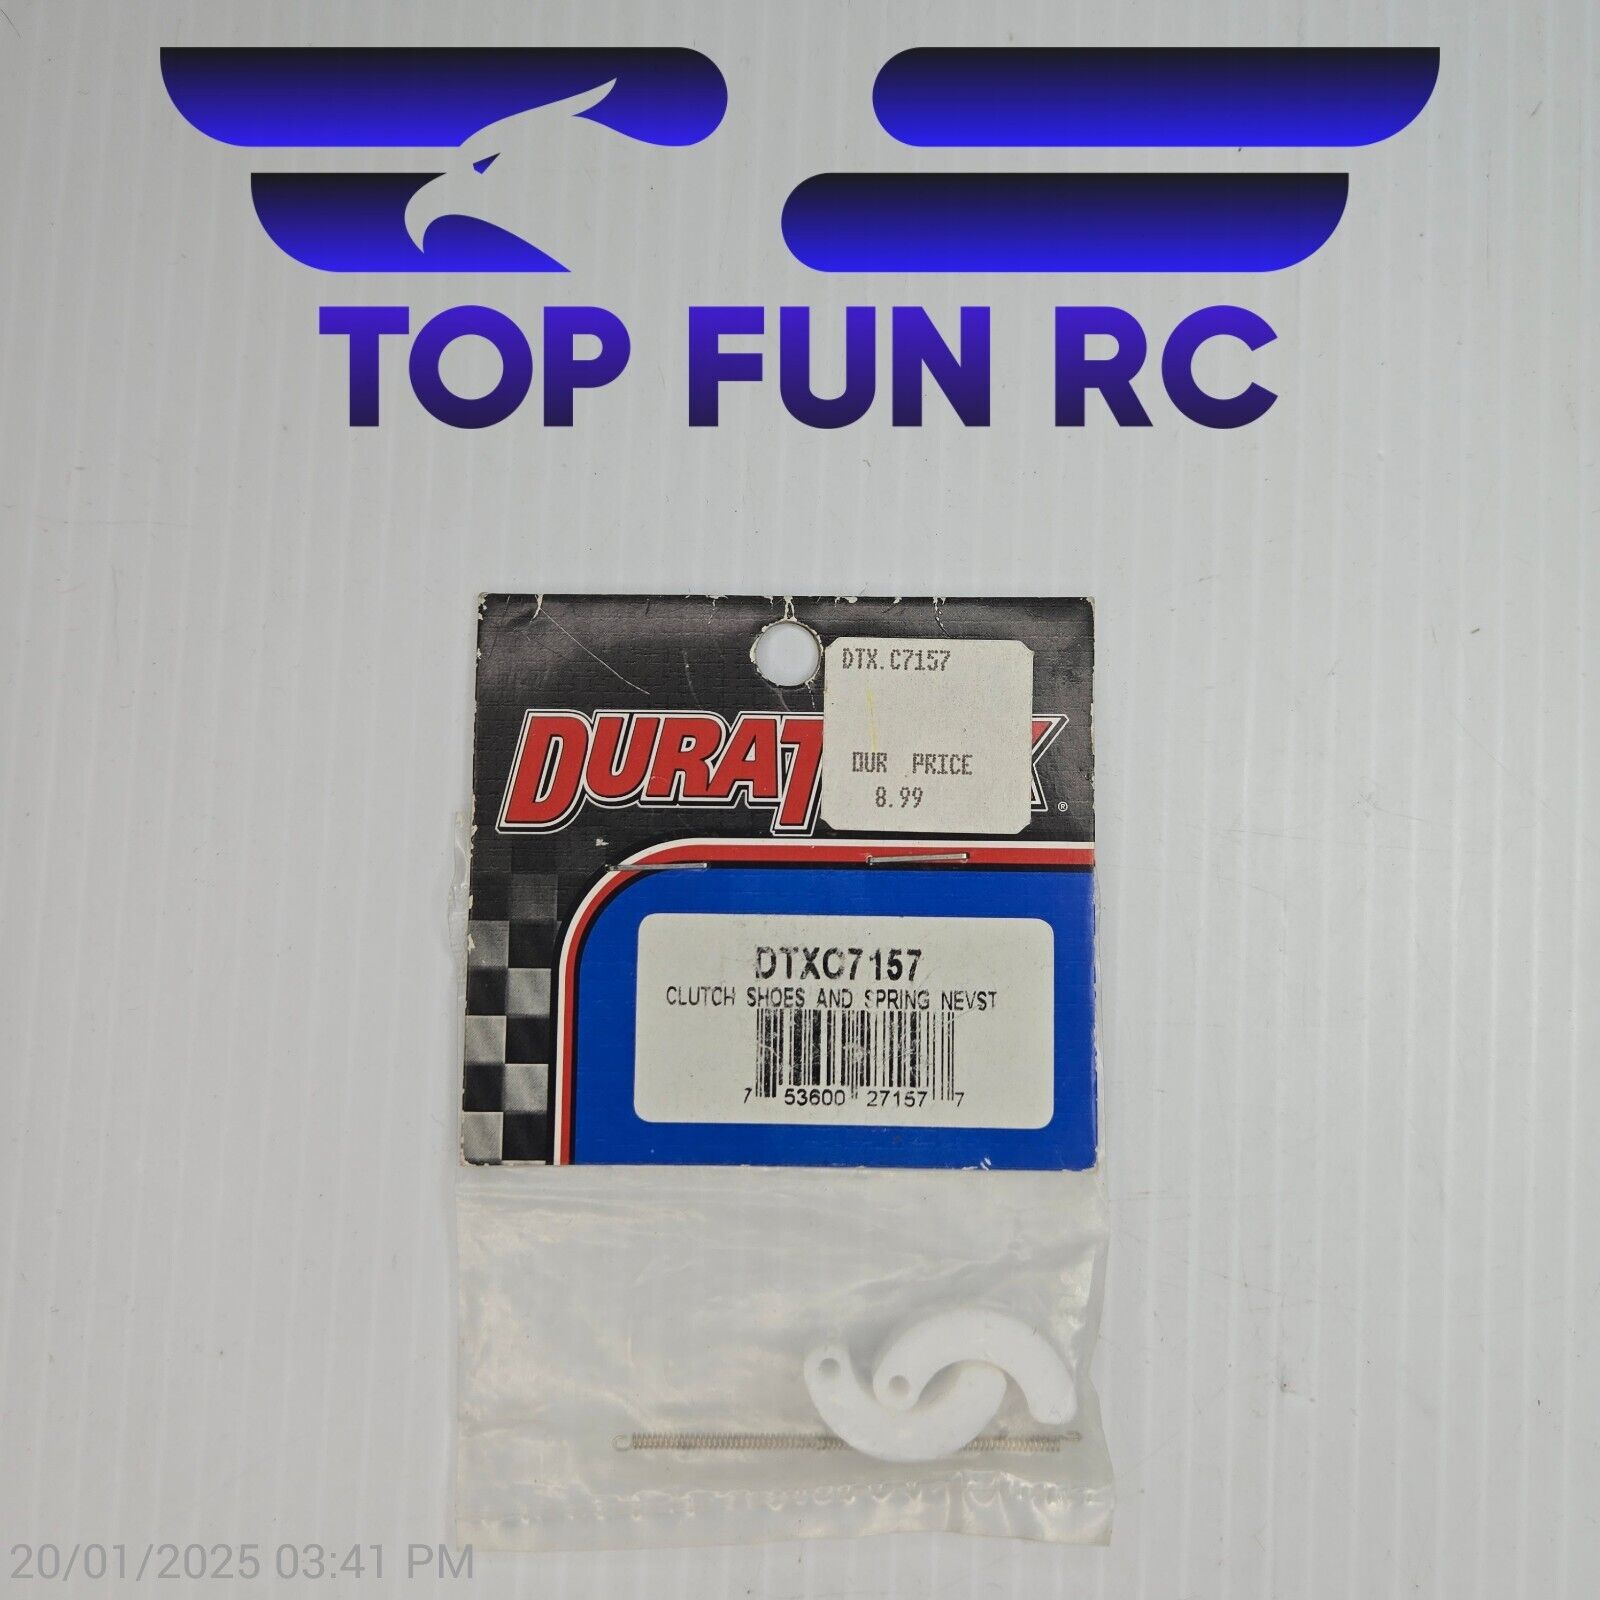 TOP FUN RC
DTX.C7157
DURAT
OUR PRICE
8.99
DTXC7157
CLUTCH SHOES AND SPRING NEVST
7 53600 27157 7
20/01/2025 03:41 PM